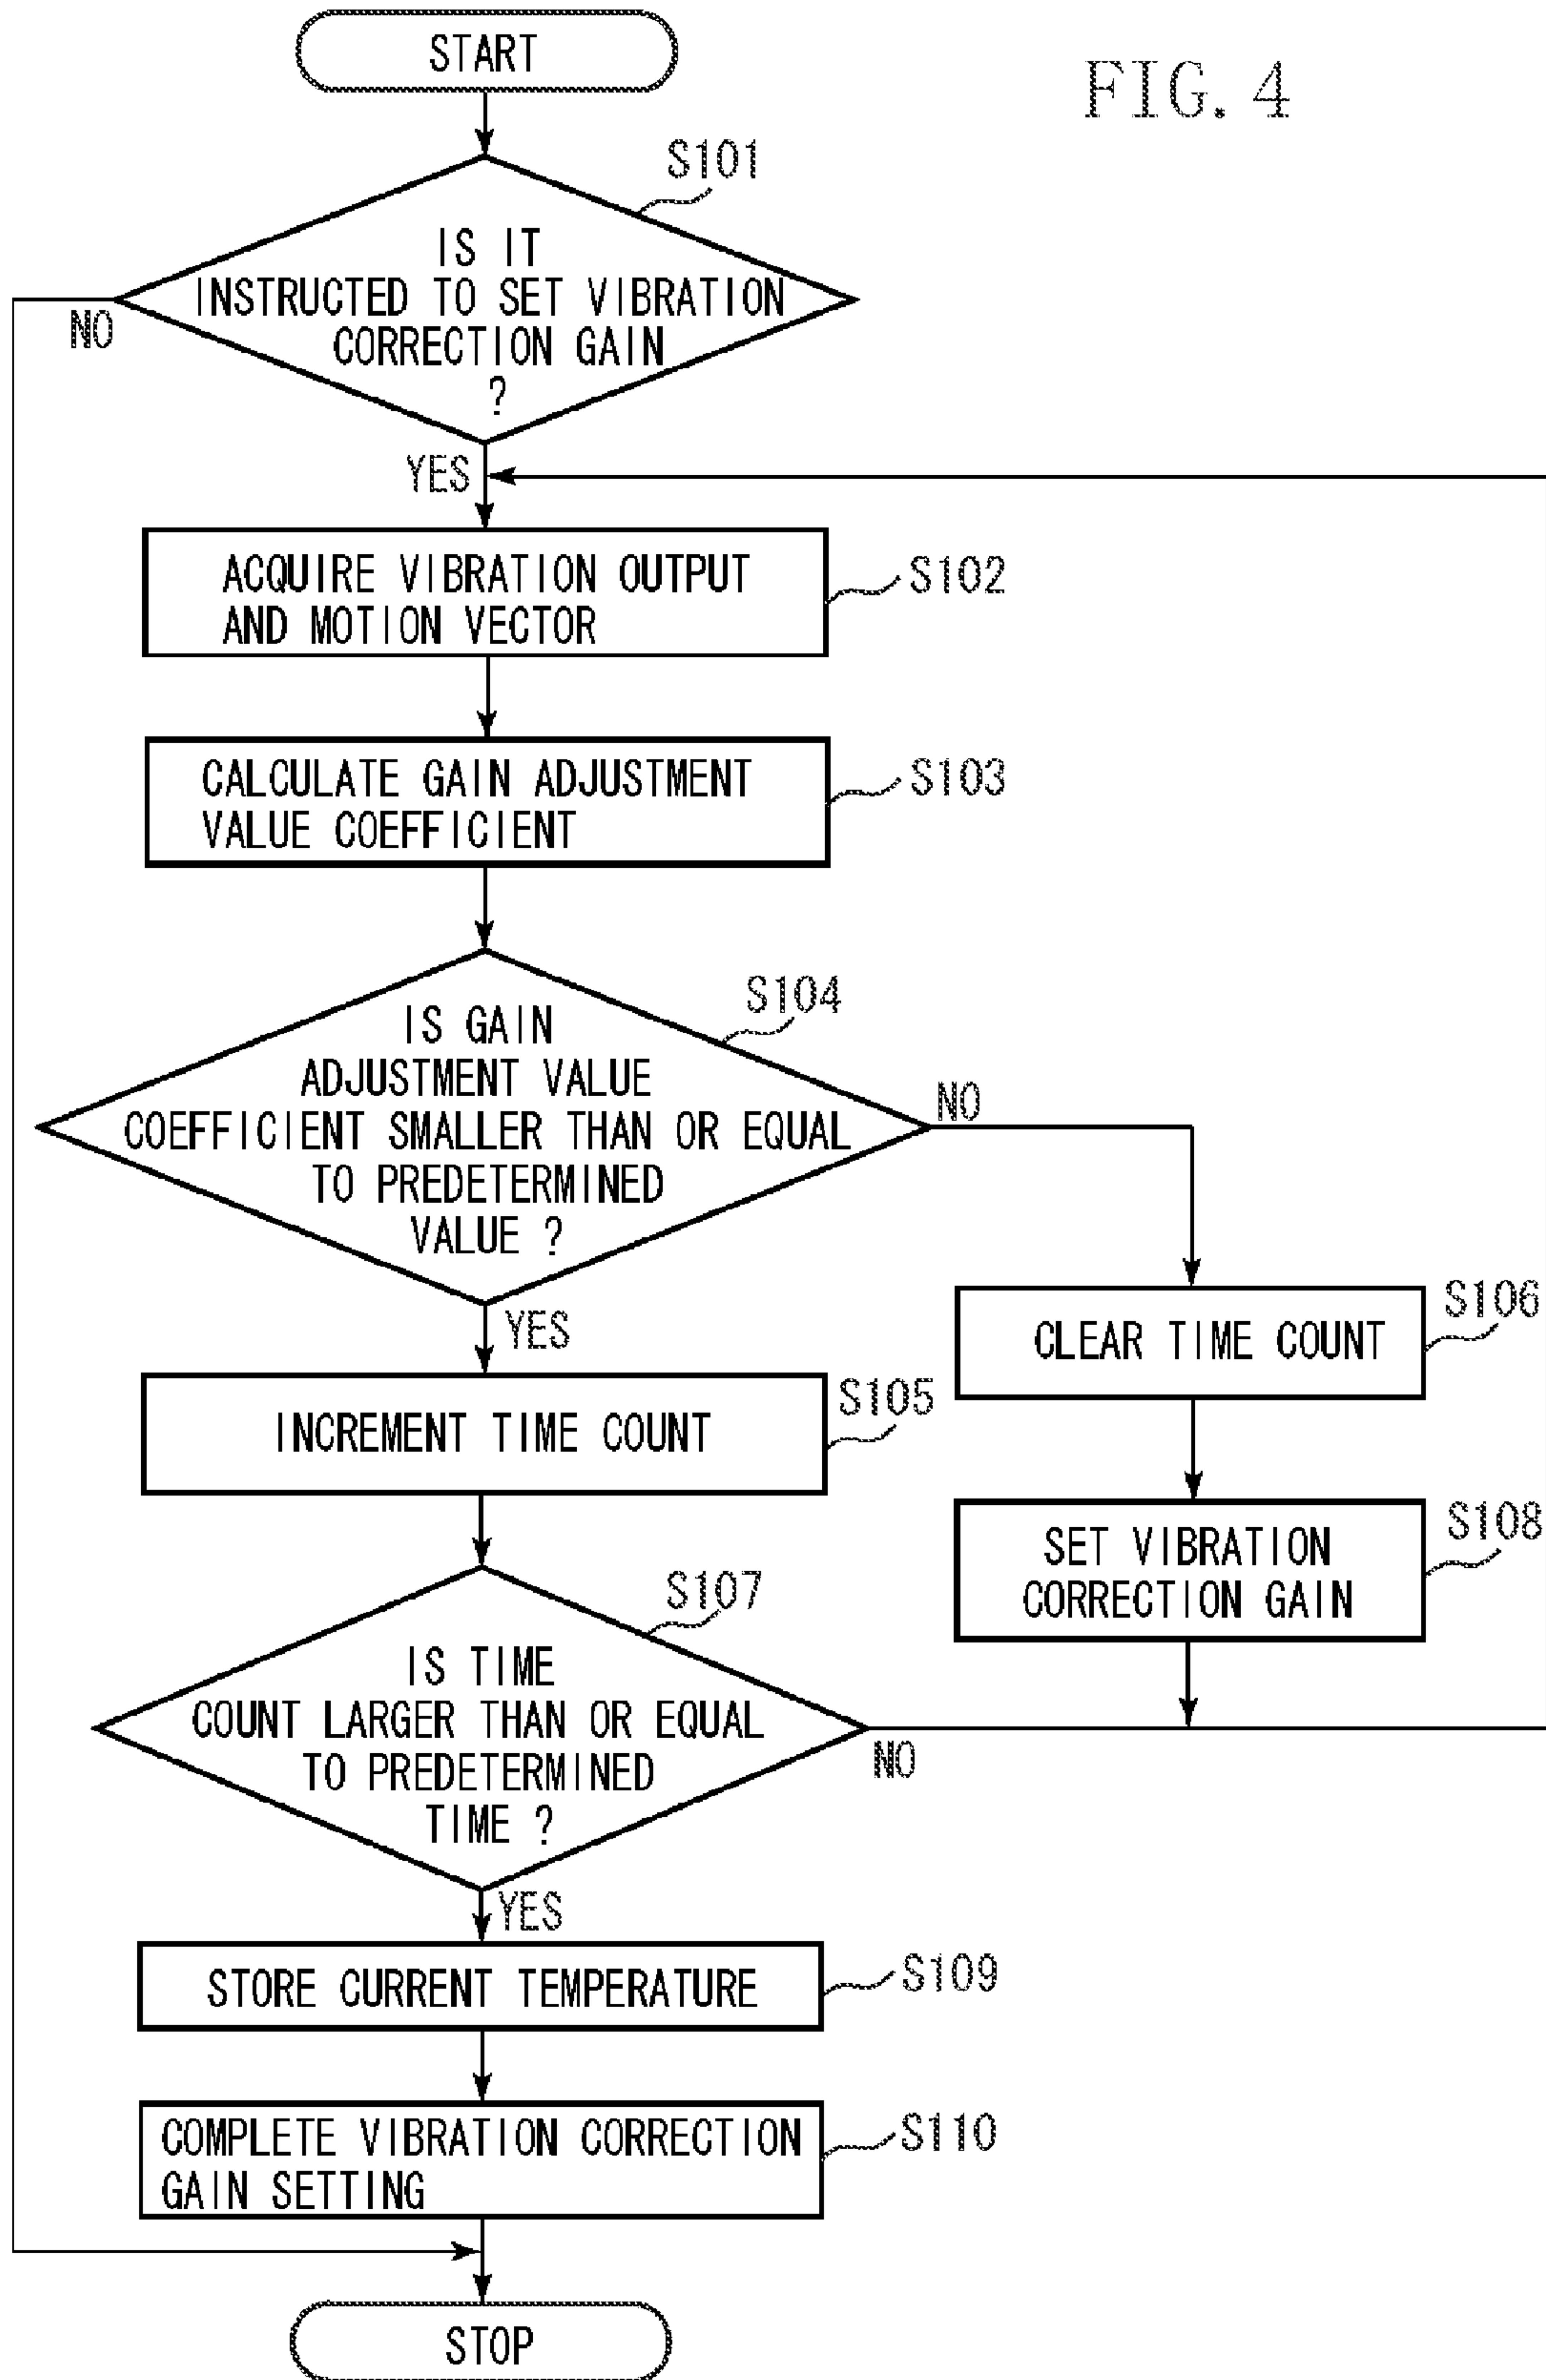 START
FIG. 4
S101
IS IT
INSTRUCTED TO SET VIBRATION
CORRECTION GAIN
?
NO
YES
ACQUIRE VIBRATION OUTPUT
AND MOTION VECTOR
S102
CALCULATE GAIN ADJUSTMENT
VALUE COEFFICIENT
S103
S104
IS GAIN
ADJUSTMENT VALUE
COEFFICIENT SMALLER THAN OR EQUAL
TO PREDETERMINED
VALUE ?
NO
YES
S106
CLEAR TIME COUNT
S105
INCREMENT TIME COUNT
S108
SET VIBRATION
CORRECTION GAIN
S107
IS TIME
COUNT LARGER THAN OR EQUAL
TO PREDETERMINED
TIME ?
NO
YES
STORE CURRENT TEMPERATURE
S109
COMPLETE VIBRATION CORRECTION
GAIN SETTING
S110
STOP